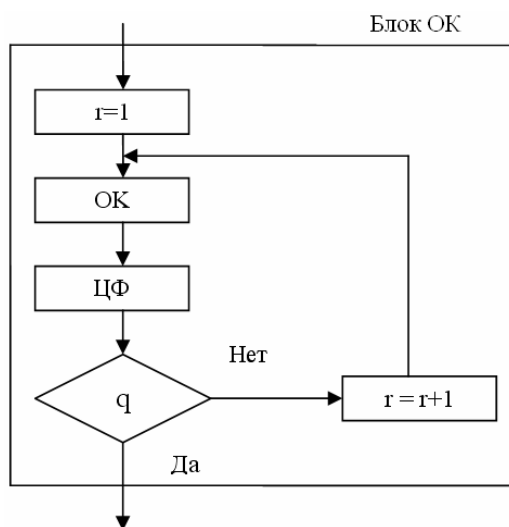 Блок ОК
r=1
ОК
ЦФ
Нет
q
r = r+1
Да